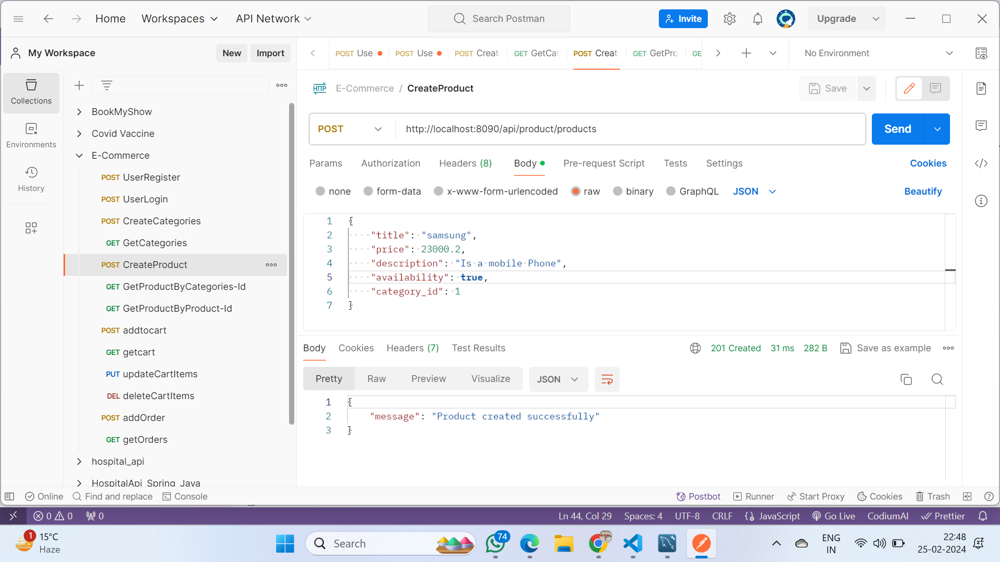 Home
Workspaces
API Network
Search Postman
Invite
Upgrade
My Workspace
New
Import
POST Use
POST Use
POST Creat
GET GetCat
POST Creat
GET GetPro
GE
No Environment
Collections
Environments
History
BookMyShow
Covid Vaccine
E-Commerce
POST UserRegister
POST UserLogin
POST CreateCategories
GET GetCategories
POST CreateProduct
GET GetProductByCategories-Id
GET GetProductByProduct-Id
POST addtocart
GET getcart
PUT updateCartItems
DEL deleteCartItems
POST addOrder
GET getOrders
hospital_api
HospitalApi_Spring_Java
HTTP E-Commerce / CreateProduct
Save
POST http://localhost:8090/api/product/products
Send
Params Authorization Headers (8) Body Pre-request Script Tests Settings Cookies
none form-data x-www-form-urlencoded raw binary GraphQL JSON Beautify
1 {
2 "title": "samsung",
3 "price": 23000.2,
4 "description": "Is a mobile Phone",
5 "availability": true,
6 "category_id": 1
7 }
Body Cookies Headers (7) Test Results 201 Created 31 ms 282 B Save as example
Pretty Raw Preview Visualize JSON
1 {
2 "message": "Product created successfully"
3 }
Online Find and replace Console Postbot Runner Start Proxy Cookies Trash
0 0 0 Ln 44, Col 29 Spaces: 4 UTF-8 CRLF JavaScript Go Live CodiumAI Prettier
1
15°C
Haze
Search
74
ENG
IN
22:48
25-02-2024